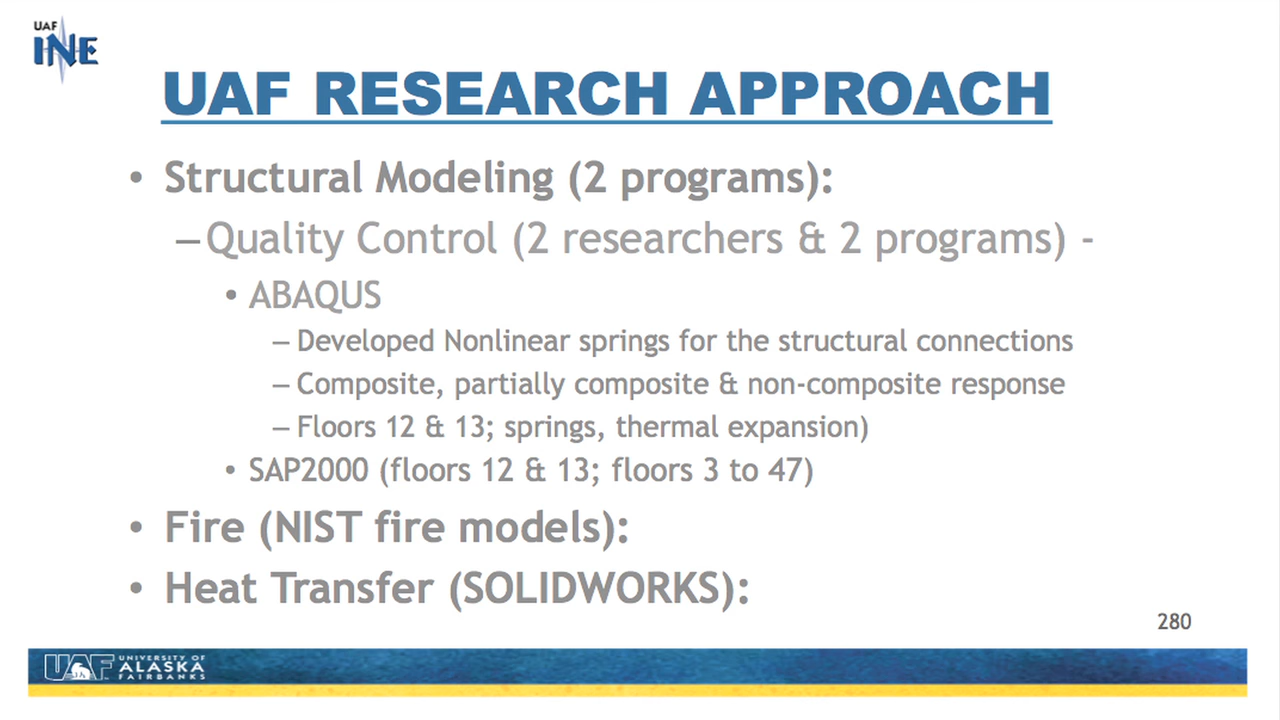 UAF
INE
UAF RESEARCH APPROACH
• Structural Modeling (2 programs):
–Quality Control (2 researchers & 2 programs) -
• ABAQUS
– Developed Nonlinear springs for the structural connections
– Composite, partially composite & non-composite response
– Floors 12 & 13; springs, thermal expansion)
• SAP2000 (floors 12 & 13; floors 3 to 47)
• Fire (NIST fire models):
• Heat Transfer (SOLIDWORKS):
280
UAF
UNIVERSITY OF
ALASKA
FAIRBANKS